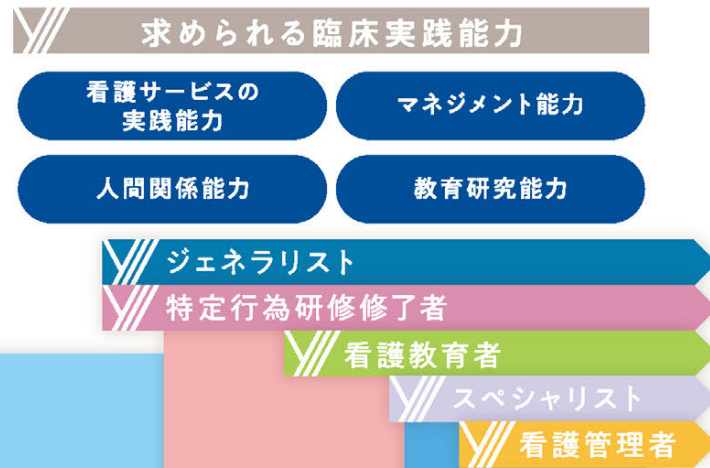 求められる臨床実践能力
看護サービスの
実践能力
マネジメント能力
人間関係能力
教育研究能力
ジェネラリスト
特定行為研修修了者
看護教育者
スペシャリスト
看護管理者